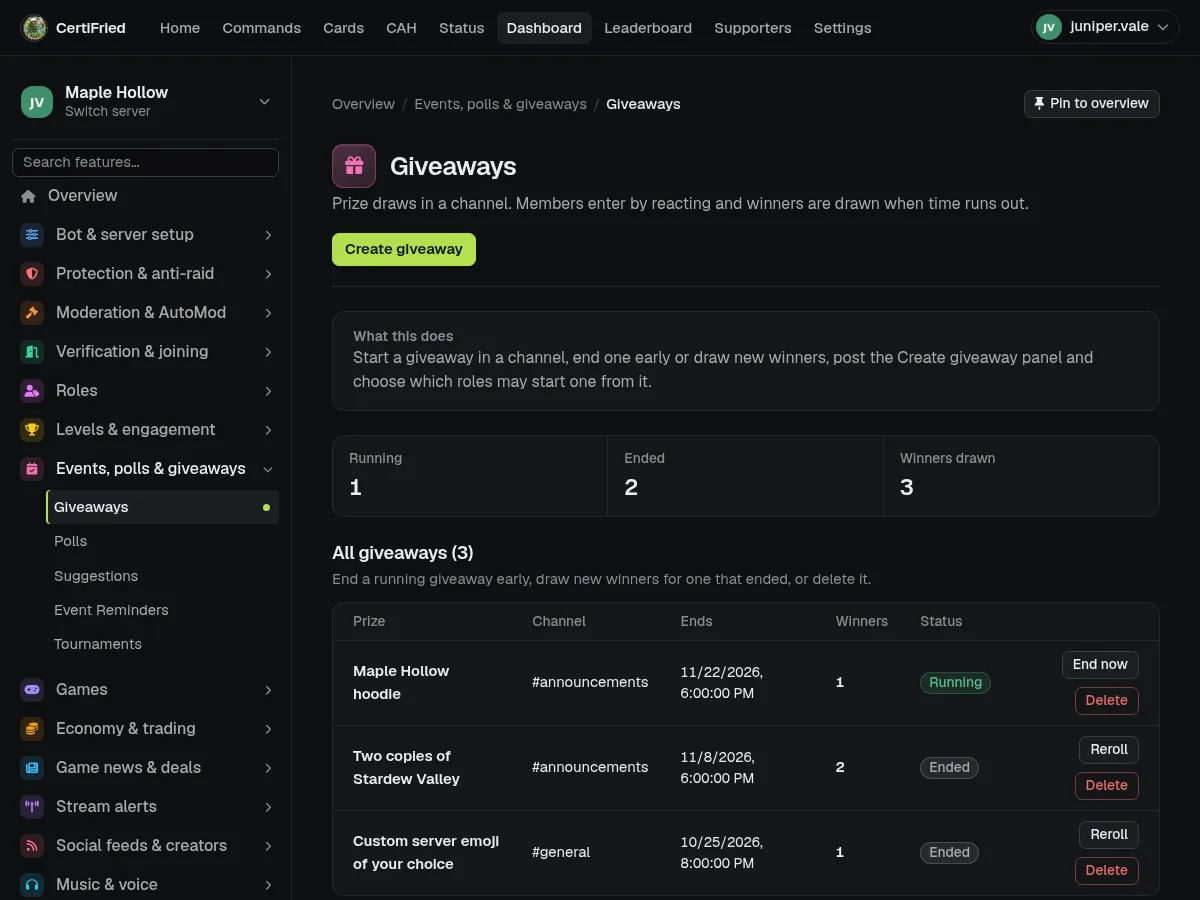 CertiFried
Home
Commands
Cards
CAH
Status
Dashboard
Leaderboard
Supporters
Settings
JV
juniper.vale
JV
Maple Hollow
Switch server
Search features...
Overview
Bot & server setup
Protection & anti-raid
Moderation & AutoMod
Verification & joining
Roles
Levels & engagement
Events, polls & giveaways
Giveaways
Polls
Suggestions
Event Reminders
Tournaments
Games
Economy & trading
Game news & deals
Stream alerts
Social feeds & creators
Music & voice
Overview / Events, polls & giveaways / Giveaways
Pin to overview
Giveaways
Prize draws in a channel. Members enter by reacting and winners are drawn when time runs out.
Create giveaway
What this does
Start a giveaway in a channel, end one early or draw new winners, post the Create giveaway panel and
choose which roles may start one from it.
Running
1
Ended
2
Winners drawn
3
All giveaways (3)
End a running giveaway early, draw new winners for one that ended, or delete it.
Prize
Channel
Ends
Winners
Status
Maple Hollow
hoodie
#announcements
11/22/2026,
6:00:00 PM
1
Running
End now
Delete
Two copies of
Stardew Valley
#announcements
11/8/2026,
6:00:00 PM
2
Ended
Reroll
Delete
Custom server emoji
of your choice
#general
10/25/2026,
8:00:00 PM
1
Ended
Reroll
Delete